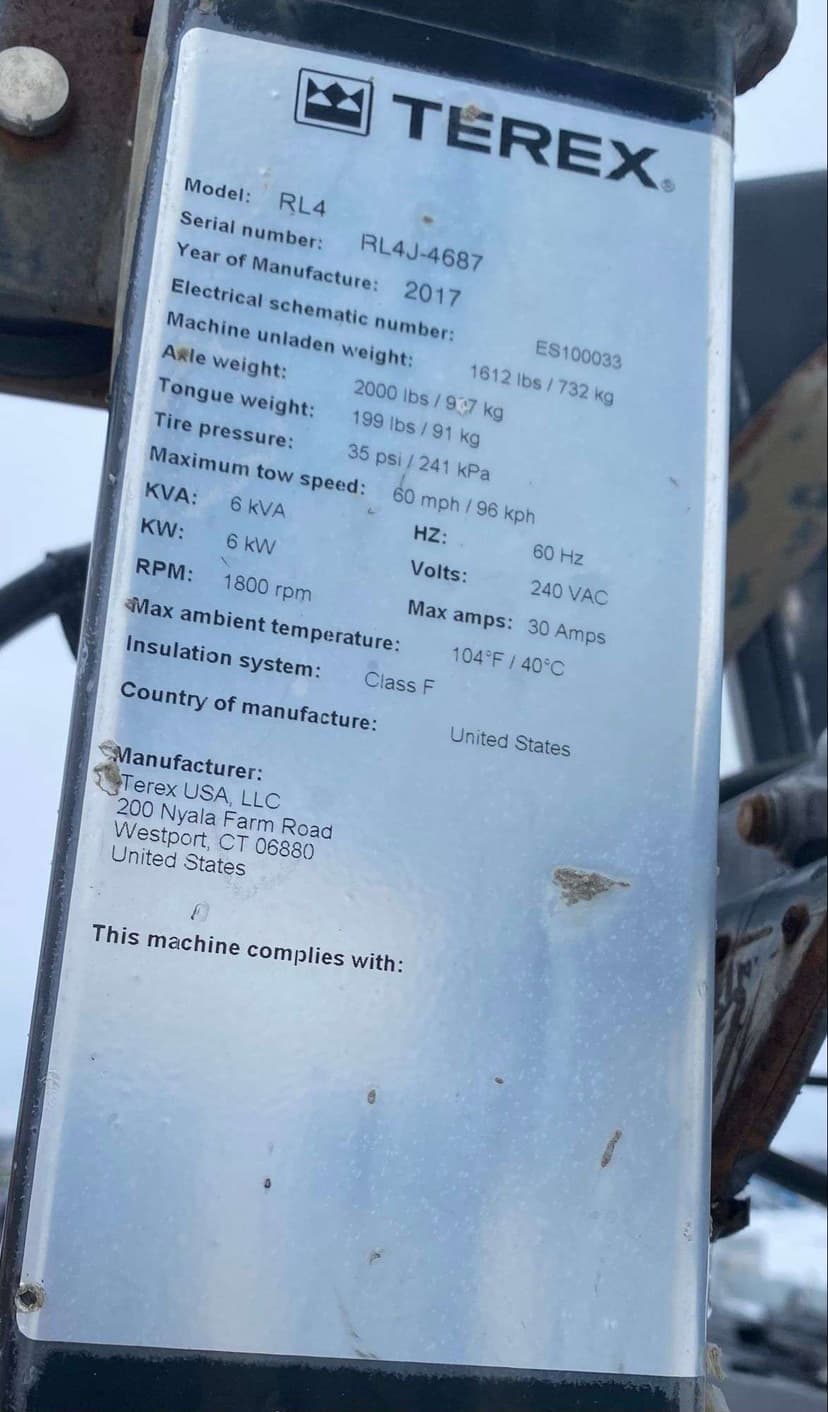 TEREX®
Model: RL4
Serial number: RL4J-4687
Year of Manufacture: 2017
Electrical schematic number: ES100033
Machine unladen weight: 1612 lbs / 732 kg
Axle weight: 2000 lbs / kg
Tongue weight: 199 lbs / 91 kg
Tire pressure: 35 psi / 241 kPa
Maximum tow speed: 60 mph / 96 kph
KVA: 6 kVA HZ: 60 Hz
KW: 6 kW Volts: 240 VAC
RPM: 1800 rpm Max amps: 30 Amps
Max ambient temperature: 104°F / 40°C
Insulation system: Class F
Country of manufacture: United States
Manufacturer:
Terex USA, LLC
200 Nyala Farm Road
Westport, CT 06880
United States
This machine complies with: